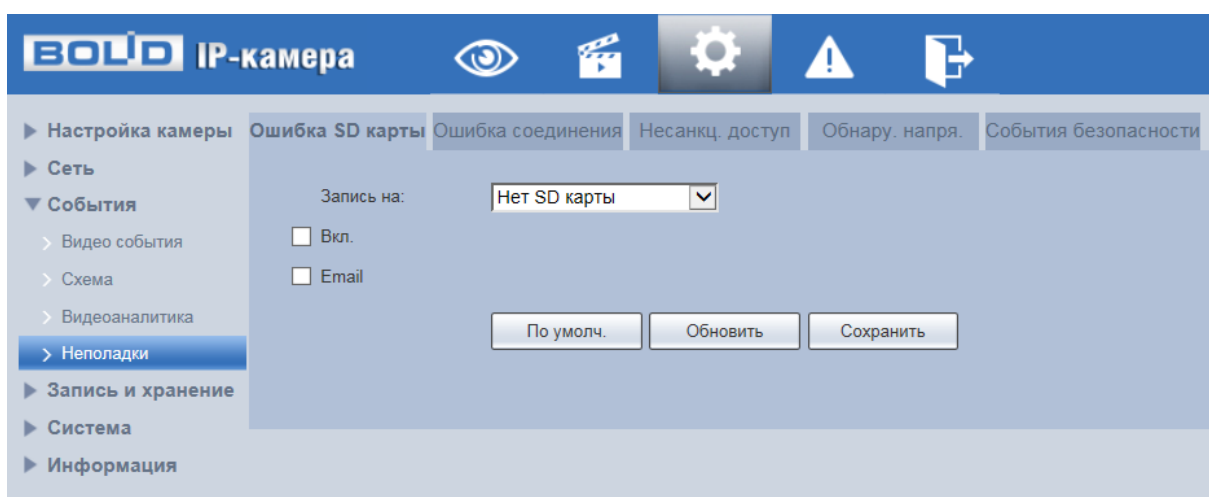 BOLID IP-камера
Настройка камеры
Сеть
События
Видео события
Схема
Видеоаналитика
Неполадки
Запись и хранение
Система
Информация
Ошибка SD карты Ошибка соединения Несанкц. доступ Обнару. напря. События безопасности
Запись на: Нет SD карты
Вкл.
Email
По умолч. Обновить Сохранить